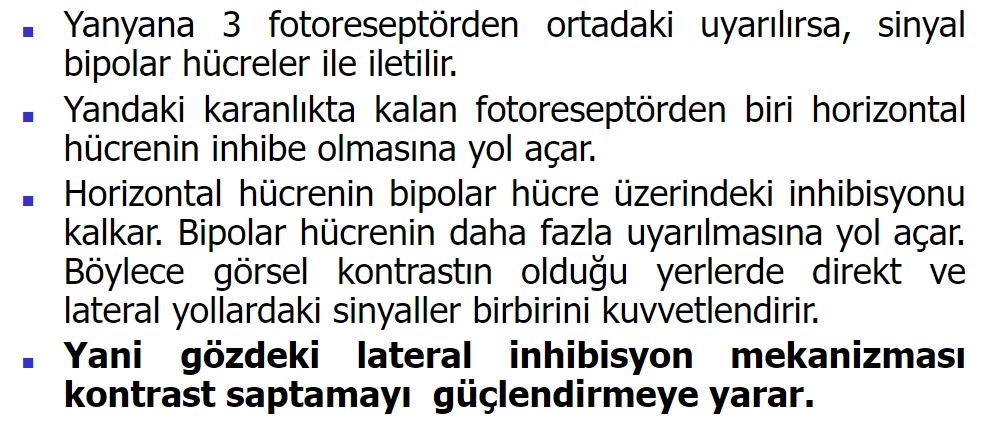 Yanyana 3 fotoreseptörden ortadaki uyarılırsa, sinyal
bipolar hücreler ile iletilir.
Yandaki karanlıkta kalan fotoreseptörden biri horizontal
hücrenin inhibe olmasına yol açar.
Horizontal hücrenin bipolar hücre üzerindeki inhibisyonu
kalkar. Bipolar hücrenin daha fazla uyarılmasına yol açar.
Böylece görsel kontrastın olduğu yerlerde direkt ve
lateral yollardaki sinyaller birbirini kuvvetlendirir.
Yani gözdeki lateral inhibisyon mekanizması
kontrast saptamayı güçlendirmeye yarar.